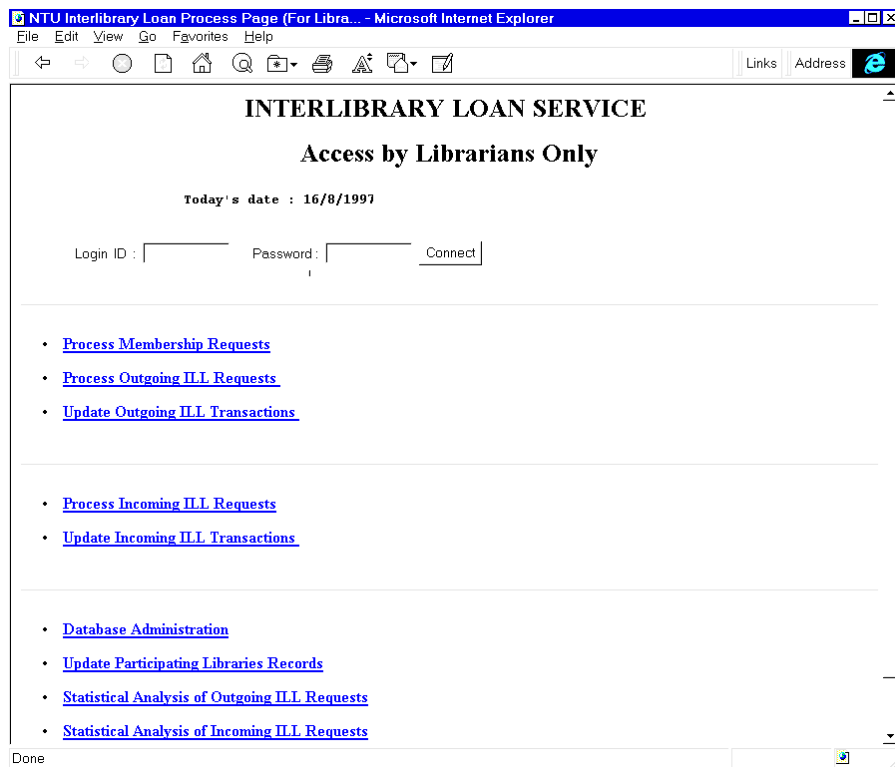 NTU Interlibrary Loan Process Page (For Libra... - Microsoft Internet Explorer
File Edit View Go Favorites Help
Links Address
INTERLIBRARY LOAN SERVICE
Access by Librarians Only
Today's date : 16/8/1997
Login ID : Password : Connect
• Process Membership Requests
• Process Outgoing ILL Requests
• Update Outgoing ILL Transactions
• Process Incoming ILL Requests
• Update Incoming ILL Transactions
• Database Administration
• Update Participating Libraries Records
• Statistical Analysis of Outgoing ILL Requests
• Statistical Analysis of Incoming ILL Requests
Done